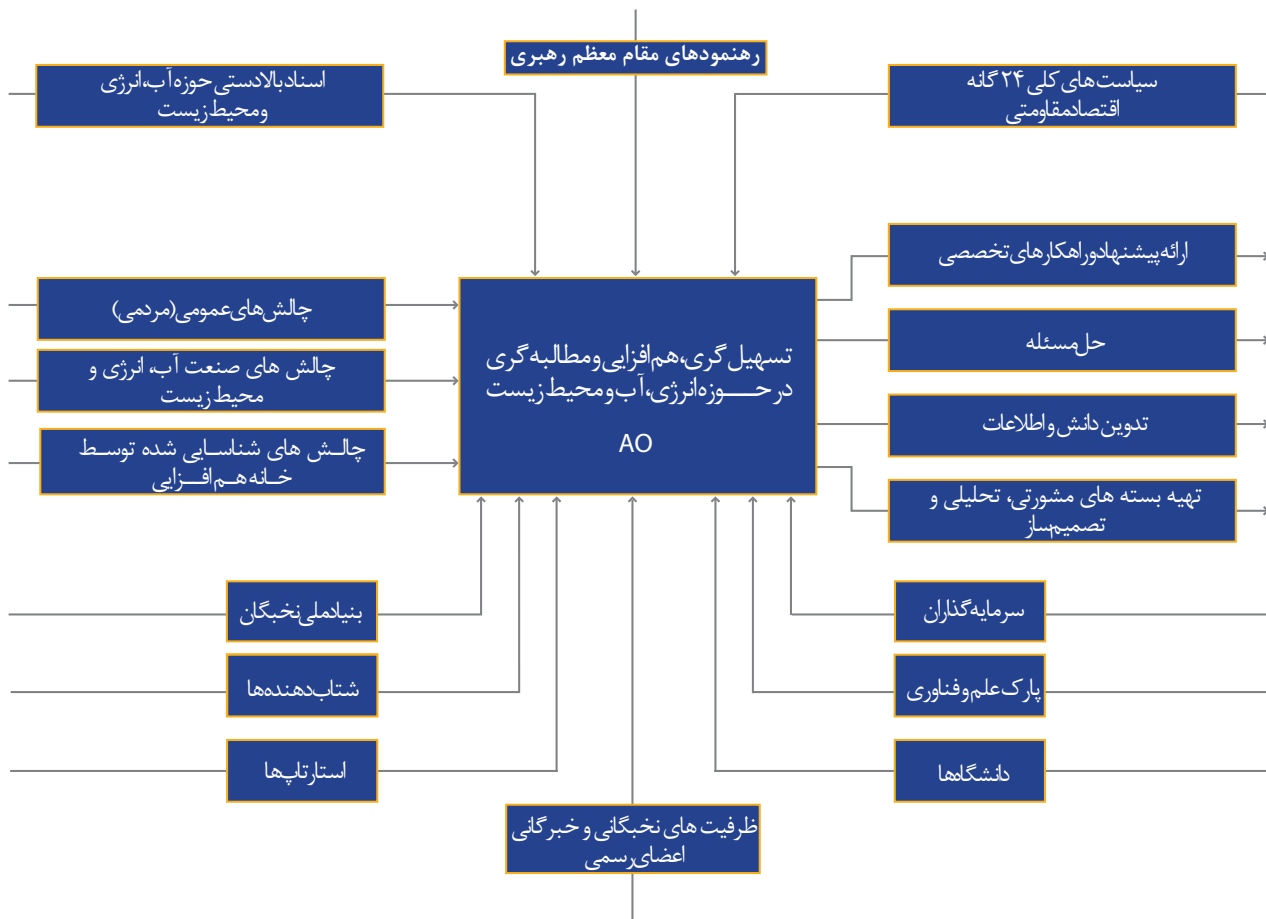 رهنمودهای مقام معظم رهبری
سیاست‌های کلی ۲۴ گانه
اقتصاد مقاومتی
اسناد بالادستی حوزه آب، انرژی
و محیط زیست
ارائه پیشنهاد و راهکارهای تخصصی
حل مسئله
تدوین دانش و اطلاعات
تهیه بسته های مشورتی، تحلیلی و
تصمیم‌ساز
تسهیل گری، هم‌افزایی و مطالبه گری
در حوزه انرژی، آب و محیط زیست
AO
چالش‌های عمومی (مردمی)
چالش های صنعت آب، انرژی و
محیط زیست
چالش های شناسایی شده توسط
خانه هم افزایی
سرمایه گذاران
پارک علم و فناوری
دانشگاه‌ها
بنیاد ملی نخبگان
شتاب‌دهنده‌ها
استارتاپ‌ها
ظرفیت های نخبگانی و خبرگانی
اعضای رسمی